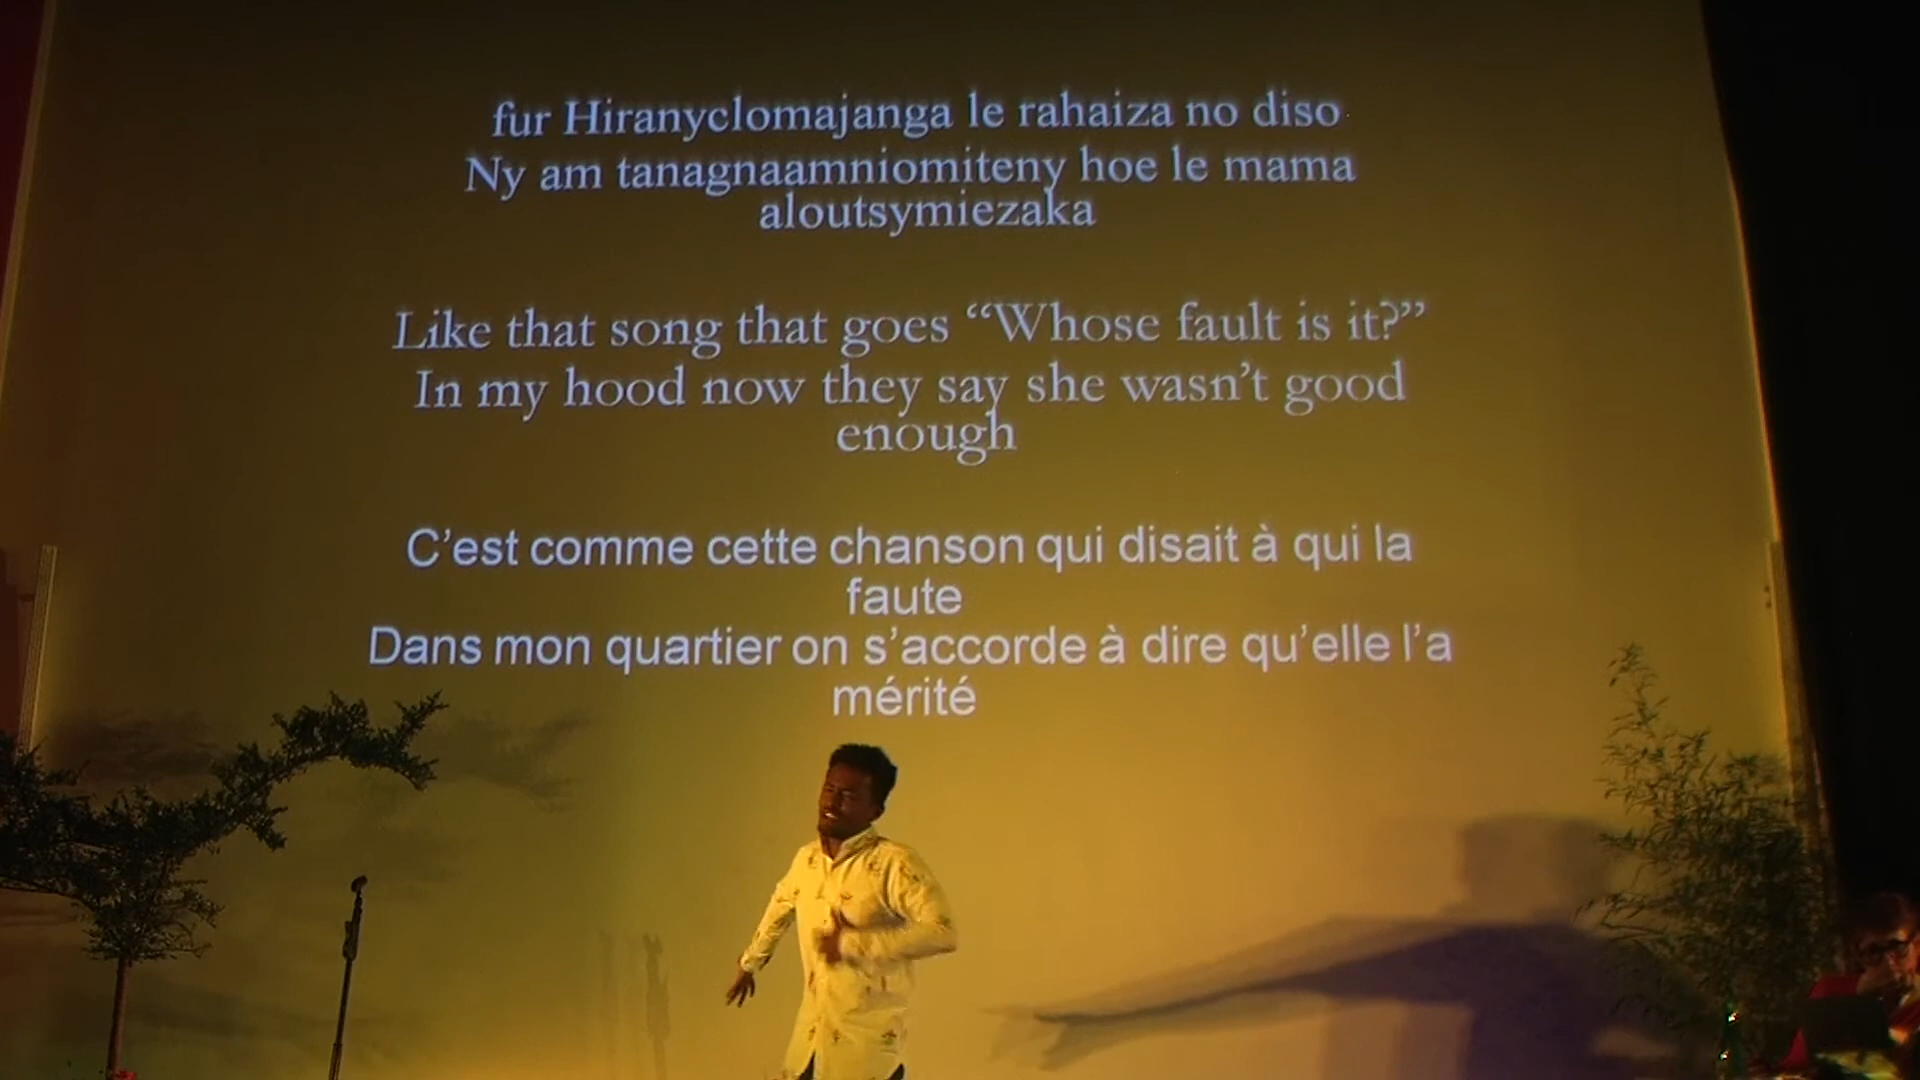 fur Hiranyclomajanga le rahaiza no diso
Ny am tanagnaamniomiteny hoe le mama
aloutsymiezaka
Like that song that goes “Whose fault is it?”
In my hood now they say she wasn’t good
enough
C’est comme cette chanson qui disait à qui la
faute
Dans mon quartier on s’accorde à dire qu’elle l’a
mérité